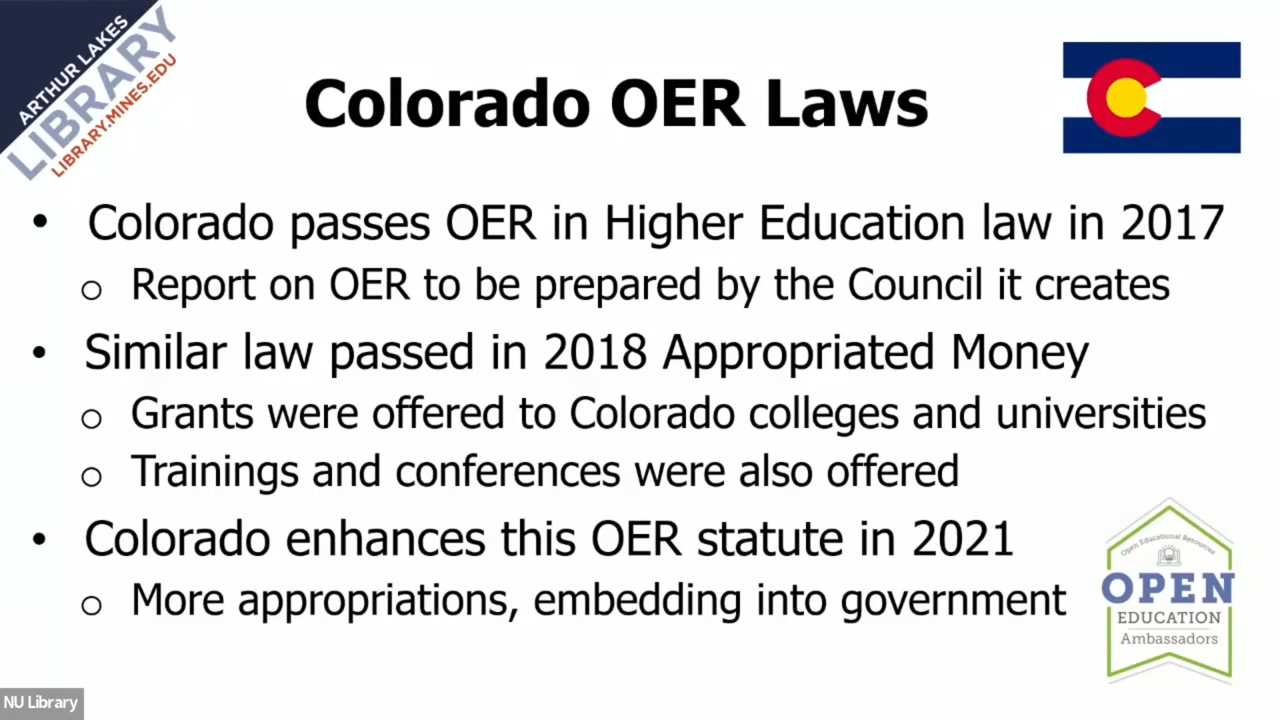 ARTHUR LAKES
LIBRARY
LIBRARY.MINES.EDU
Colorado OER Laws
• Colorado passes OER in Higher Education law in 2017
o Report on OER to be prepared by the Council it creates
• Similar law passed in 2018 Appropriated Money
o Grants were offered to Colorado colleges and universities
o Trainings and conferences were also offered
• Colorado enhances this OER statute in 2021
o More appropriations, embedding into government
Open Educational Resources
OPEN
EDUCATION
Ambassadors
NU Library